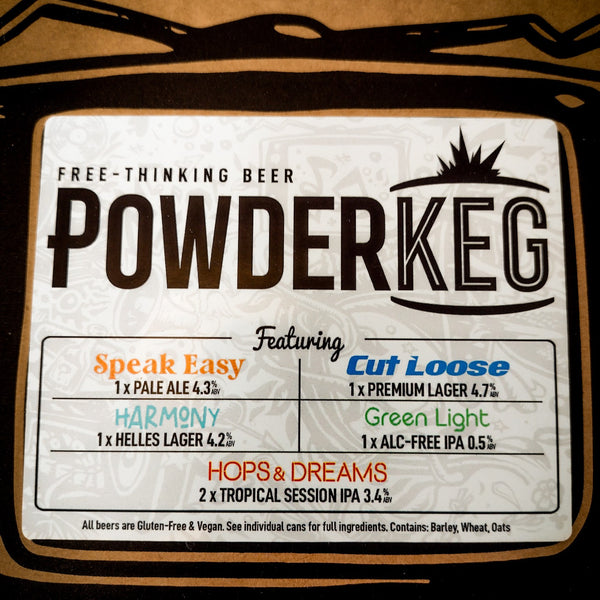 FREE-THINKING BEER
POWDERKEG
Featuring
Speak Easy
1 x PALE ALE 4.3% ABV
Cut Loose
1 x PREMIUM LAGER 4.7% ABV
HARMONY
1 x HELLES LAGER 4.2% ABV
Green Light
1 x ALC-FREE IPA 0.5% ABV
HOPS & DREAMS
2 x TROPICAL SESSION IPA 3.4% ABV
All beers are Gluten-Free & Vegan. See individual cans for full ingredients. Contains: Barley, Wheat, Oats